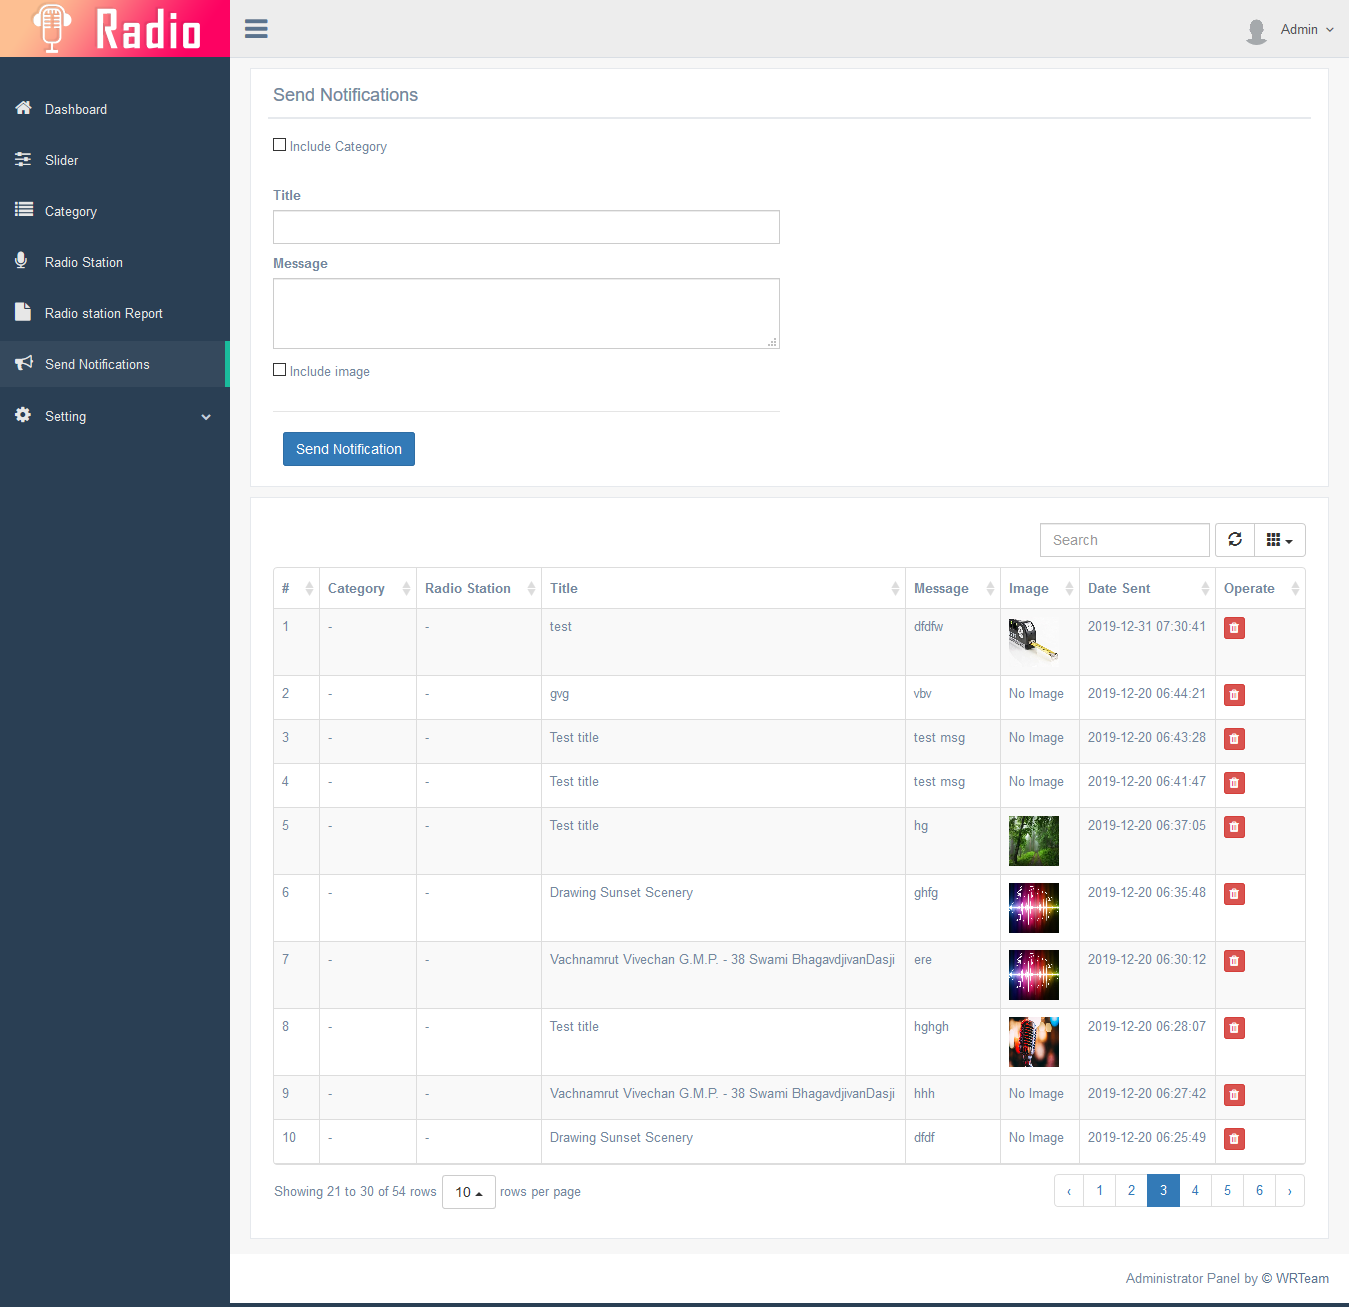 Radio
Admin
Dashboard
Slider
Category
Radio Station
Radio station Report
Send Notifications
Setting
Send Notifications
Include Category
Title
Message
Include image
Send Notification
Search
# Category Radio Station Title Message Image Date Sent Operate
1 - - test dfdfw 2019-12-31 07:30:41
2 - - gvg vbv No Image 2019-12-20 06:44:21
3 - - Test title test msg No Image 2019-12-20 06:43:28
4 - - Test title test msg No Image 2019-12-20 06:41:47
5 - - Test title hg 2019-12-20 06:37:05
6 - - Drawing Sunset Scenery ghfg 2019-12-20 06:35:48
7 - - Vachnamrut Vivechan G.M.P. - 38 Swami BhagavdjivanDasji ere 2019-12-20 06:30:12
8 - - Test title hghgh 2019-12-20 06:28:07
9 - - Vachnamrut Vivechan G.M.P. - 38 Swami BhagavdjivanDasji hhh No Image 2019-12-20 06:27:42
10 - - Drawing Sunset Scenery dfdf No Image 2019-12-20 06:25:49
Showing 21 to 30 of 54 rows 10 rows per page ‹ 1 2 3 4 5 6 ›
Administrator Panel by © WRTeam